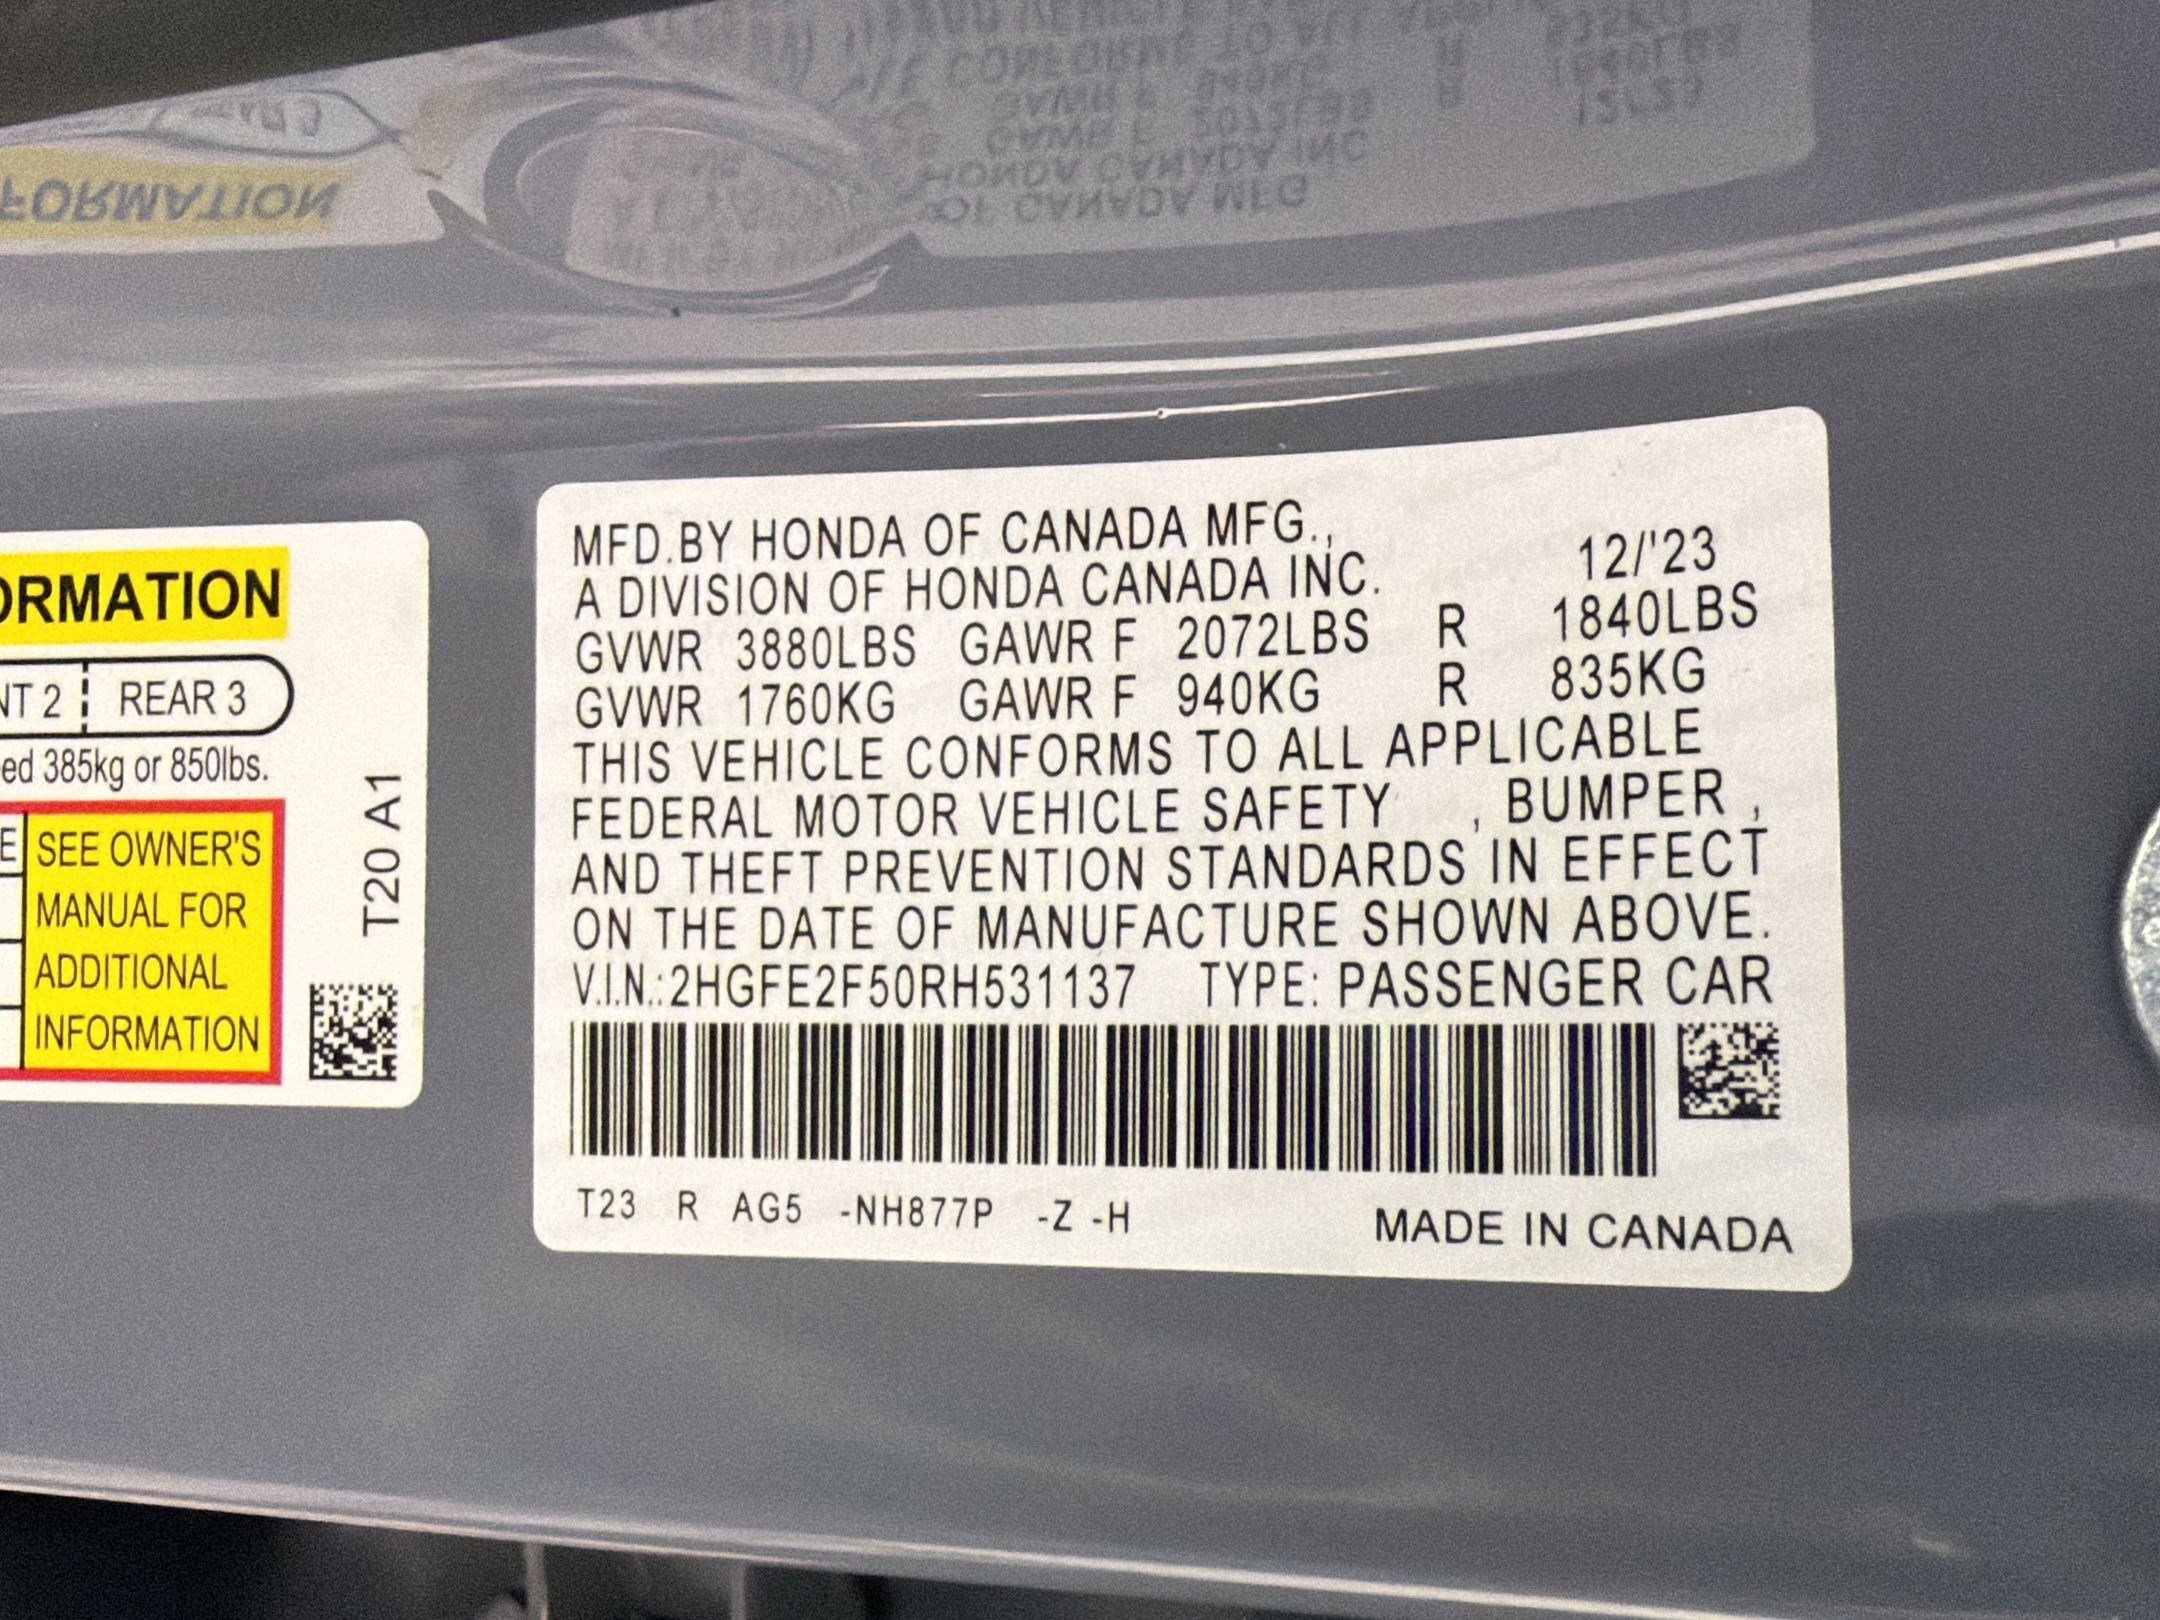 ORMATION
NT 2 REAR 3
ed 385kg or 850lbs.
E SEE OWNER'S
MANUAL FOR
ADDITIONAL
INFORMATION
T20 A1
MFD.BY HONDA OF CANADA MFG.,
A DIVISION OF HONDA CANADA INC. 12/'23
GVWR 3880LBS GAWR F 2072LBS R 1840LBS
GVWR 1760KG GAWR F 940KG R 835KG
THIS VEHICLE CONFORMS TO ALL APPLICABLE
FEDERAL MOTOR VEHICLE SAFETY , BUMPER ,
AND THEFT PREVENTION STANDARDS IN EFFECT
ON THE DATE OF MANUFACTURE SHOWN ABOVE.
V.I.N.:2HGFE2F50RH531137 TYPE: PASSENGER CAR
T23 R AG5 -NH877P -Z -H
MADE IN CANADA